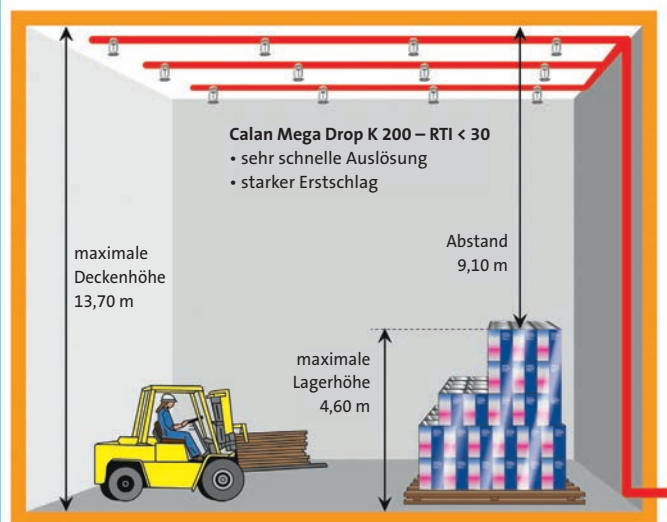 Calan Mega Drop K 200 – RTI < 30
• sehr schnelle Auslösung
• starker Erstschlag
maximale
Deckenhöhe
13,70 m
Abstand
9,10 m
maximale
Lagerhöhe
4,60 m